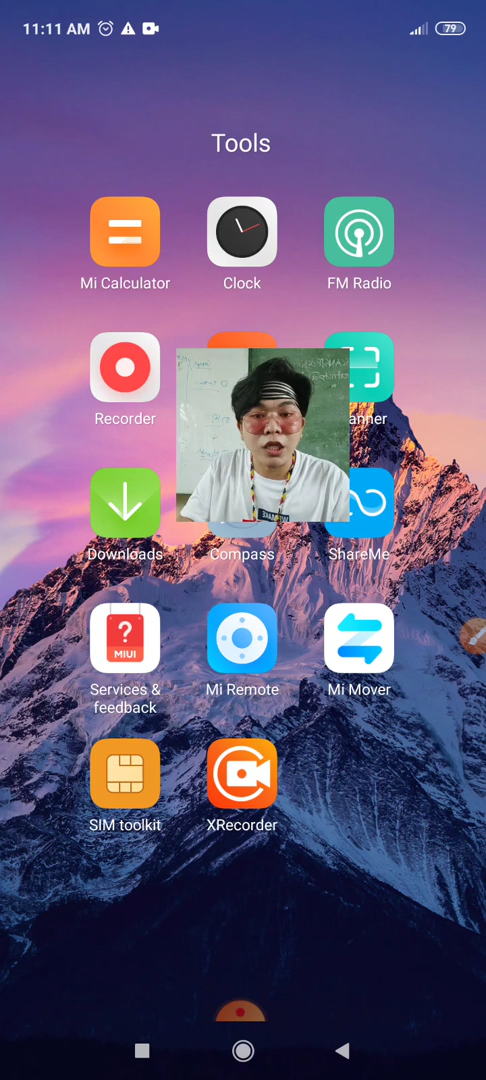 11:11 AM
79
Tools
Mi Calculator
Clock
FM Radio
Recorder
Downloads
Compass
ShareMe
?
MIUI
Services &
feedback
Mi Remote
Mi Mover
SIM toolkit
XRecorder